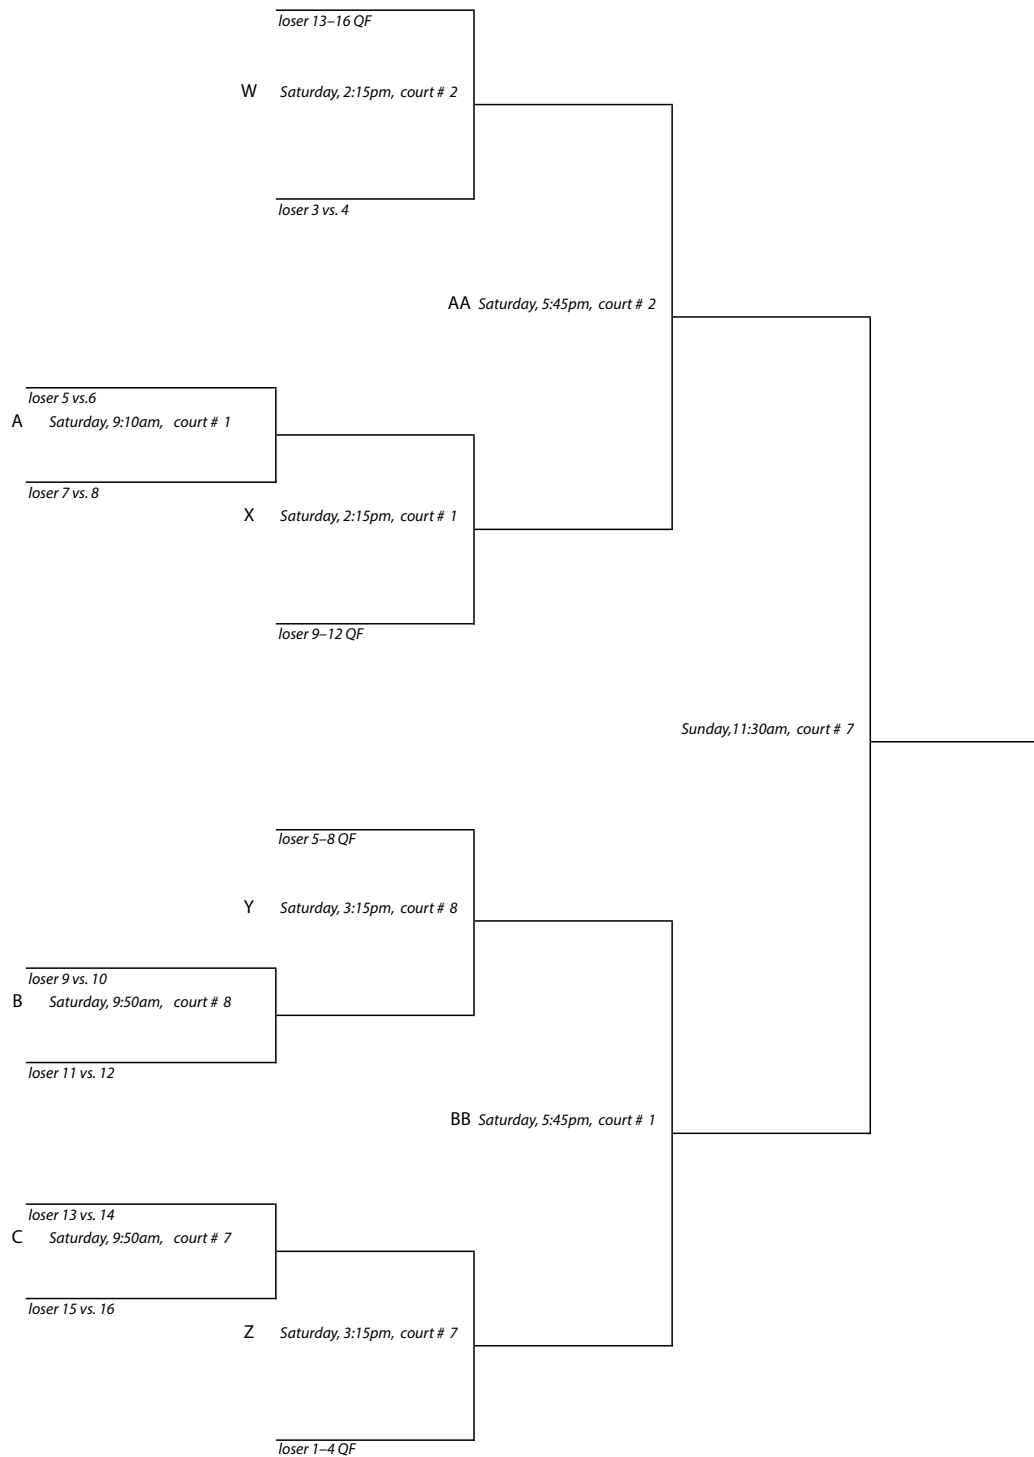 loser 13–16 QF
W Saturday, 2:15pm, court # 2
loser 3 vs. 4
AA Saturday, 5:45pm, court # 2
loser 5 vs.6
A Saturday, 9:10am, court # 1
loser 7 vs. 8
X Saturday, 2:15pm, court # 1
loser 9–12 QF
Sunday,11:30am, court # 7
loser 5–8 QF
Y Saturday, 3:15pm, court # 8
loser 9 vs. 10
B Saturday, 9:50am, court # 8
loser 11 vs. 12
BB Saturday, 5:45pm, court # 1
loser 13 vs. 14
C Saturday, 9:50am, court # 7
loser 15 vs. 16
Z Saturday, 3:15pm, court # 7
loser 1–4 QF